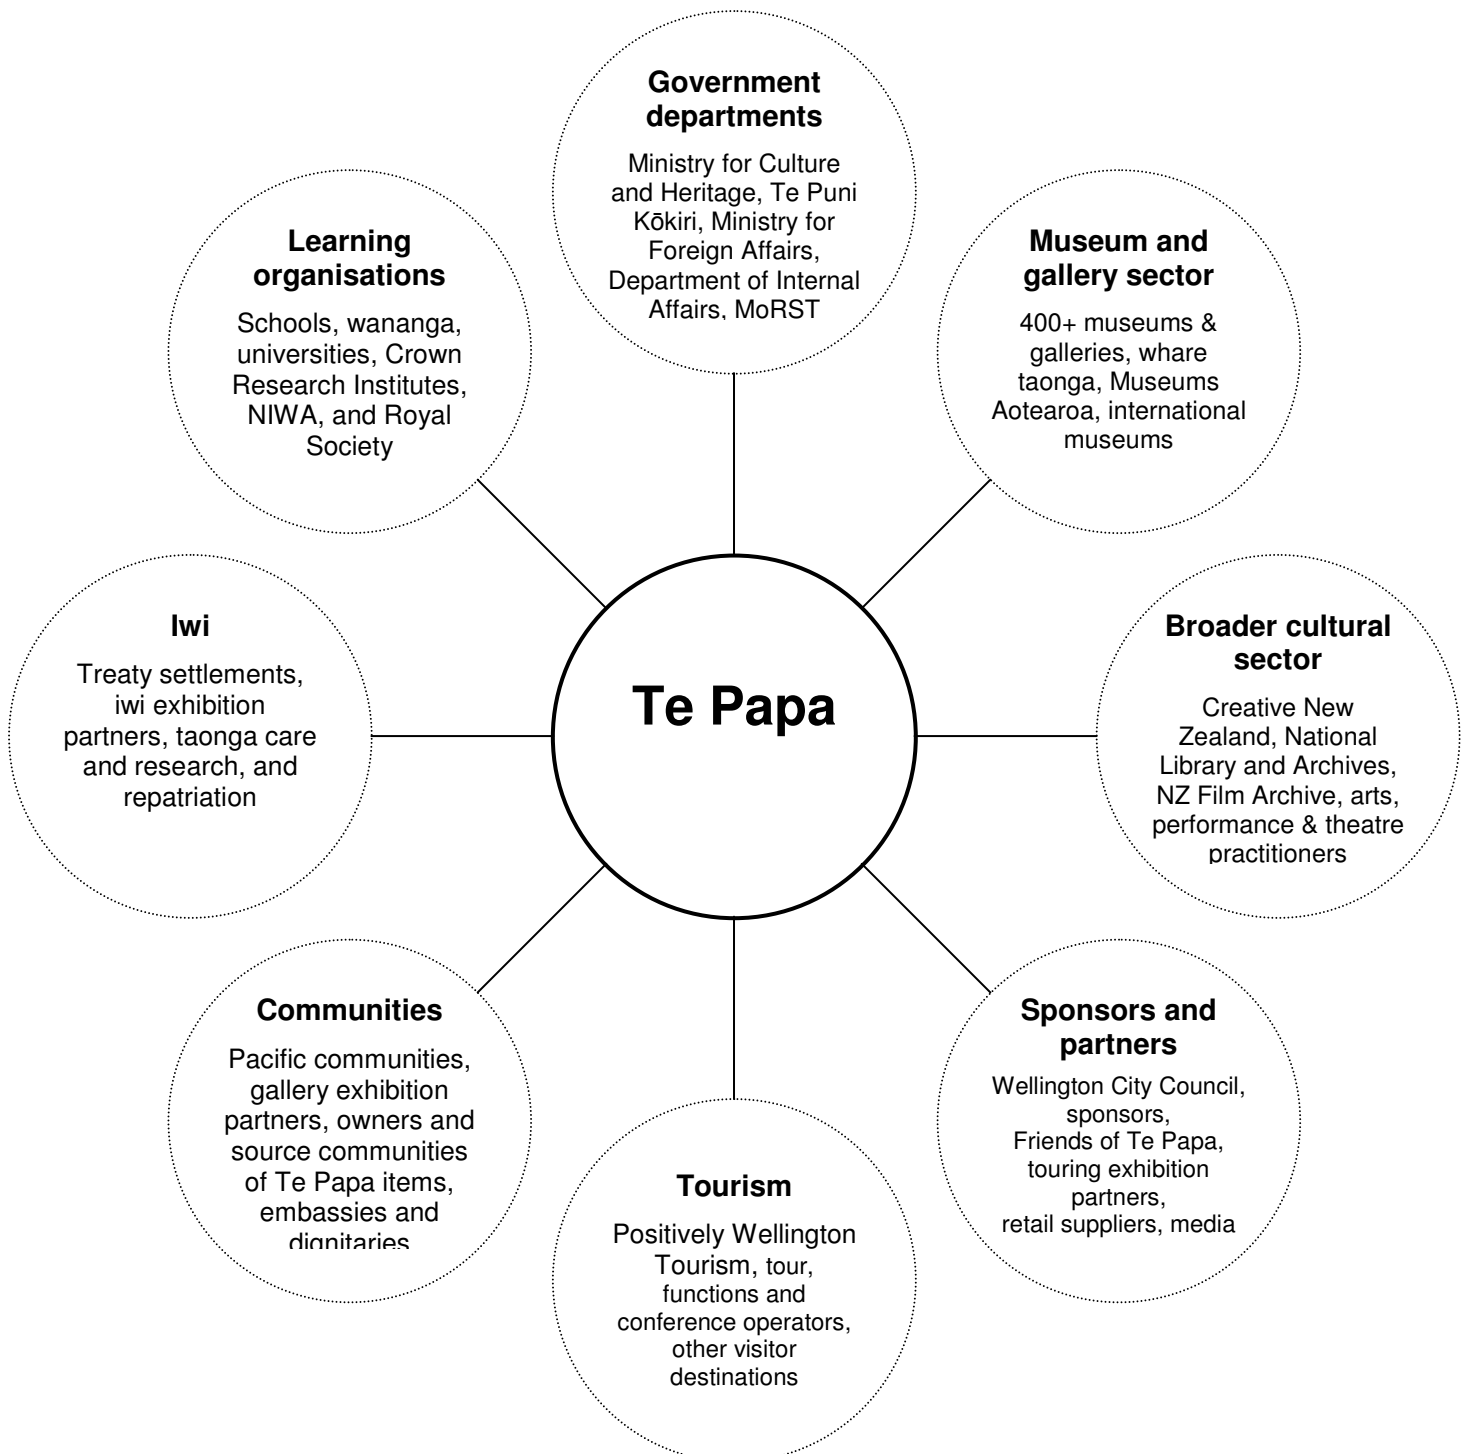 Government
departments
Ministry for Culture
and Heritage, Te Puni
Kōkiri, Ministry for
Foreign Affairs,
Department of Internal
Affairs, MoRST
Learning
organisations
Schools, wananga,
universities, Crown
Research Institutes,
NIWA, and Royal
Society
Museum and
gallery sector
400+ museums &
galleries, whare
taonga, Museums
Aotearoa, international
museums
Iwi
Treaty settlements,
iwi exhibition
partners, taonga care
and research, and
repatriation
Te Papa
Broader cultural
sector
Creative New
Zealand, National
Library and Archives,
NZ Film Archive, arts,
performance & theatre
practitioners
Communities
Pacific communities,
gallery exhibition
partners, owners and
source communities
of Te Papa items,
embassies and
dignitaries
Sponsors and
partners
Wellington City Council,
sponsors,
Friends of Te Papa,
touring exhibition
partners,
retail suppliers, media
Tourism
Positively Wellington
Tourism, tour,
functions and
conference operators,
other visitor
destinations